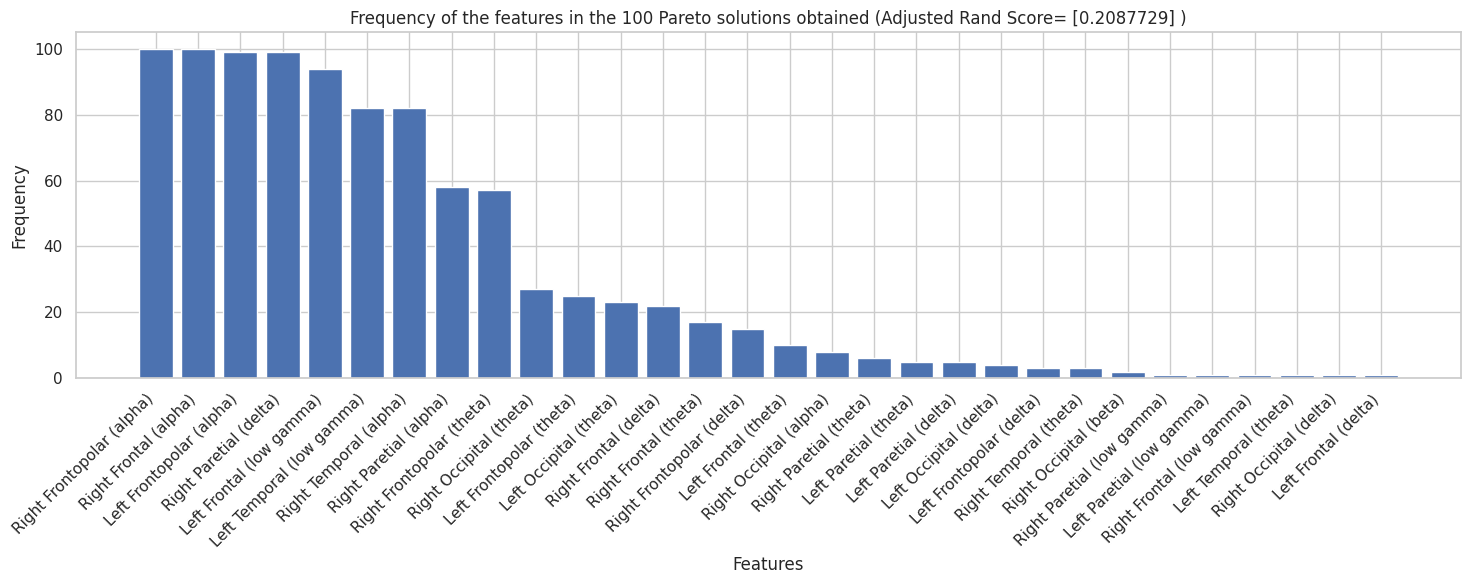 Frequency of the features in the 100 Pareto solutions obtained (Adjusted Rand Score= [0.2087729] )
100
80
60
40
20
0
Frequency
Right Frontopolar (alpha)
Right Frontal (alpha)
Left Frontopolar (alpha)
Right Paretial (delta)
Left Frontal (low gamma)
Left Temporal (low gamma)
Right Temporal (alpha)
Right Paretial (alpha)
Right Frontopolar (theta)
Right Occipital (theta)
Left Frontopolar (theta)
Left Occipital (theta)
Right Frontal (delta)
Right Frontal (theta)
Right Frontopolar (delta)
Left Frontal (theta)
Right Occipital (alpha)
Right Paretial (theta)
Left Paretial (theta)
Left Paretial (delta)
Left Occipital (delta)
Left Frontopolar (delta)
Right Temporal (theta)
Right Occipital (beta)
Right Paretial (low gamma)
Left Paretial (low gamma)
Right Frontal (low gamma)
Left Temporal (theta)
Right Occipital (delta)
Left Frontal (delta)
Features